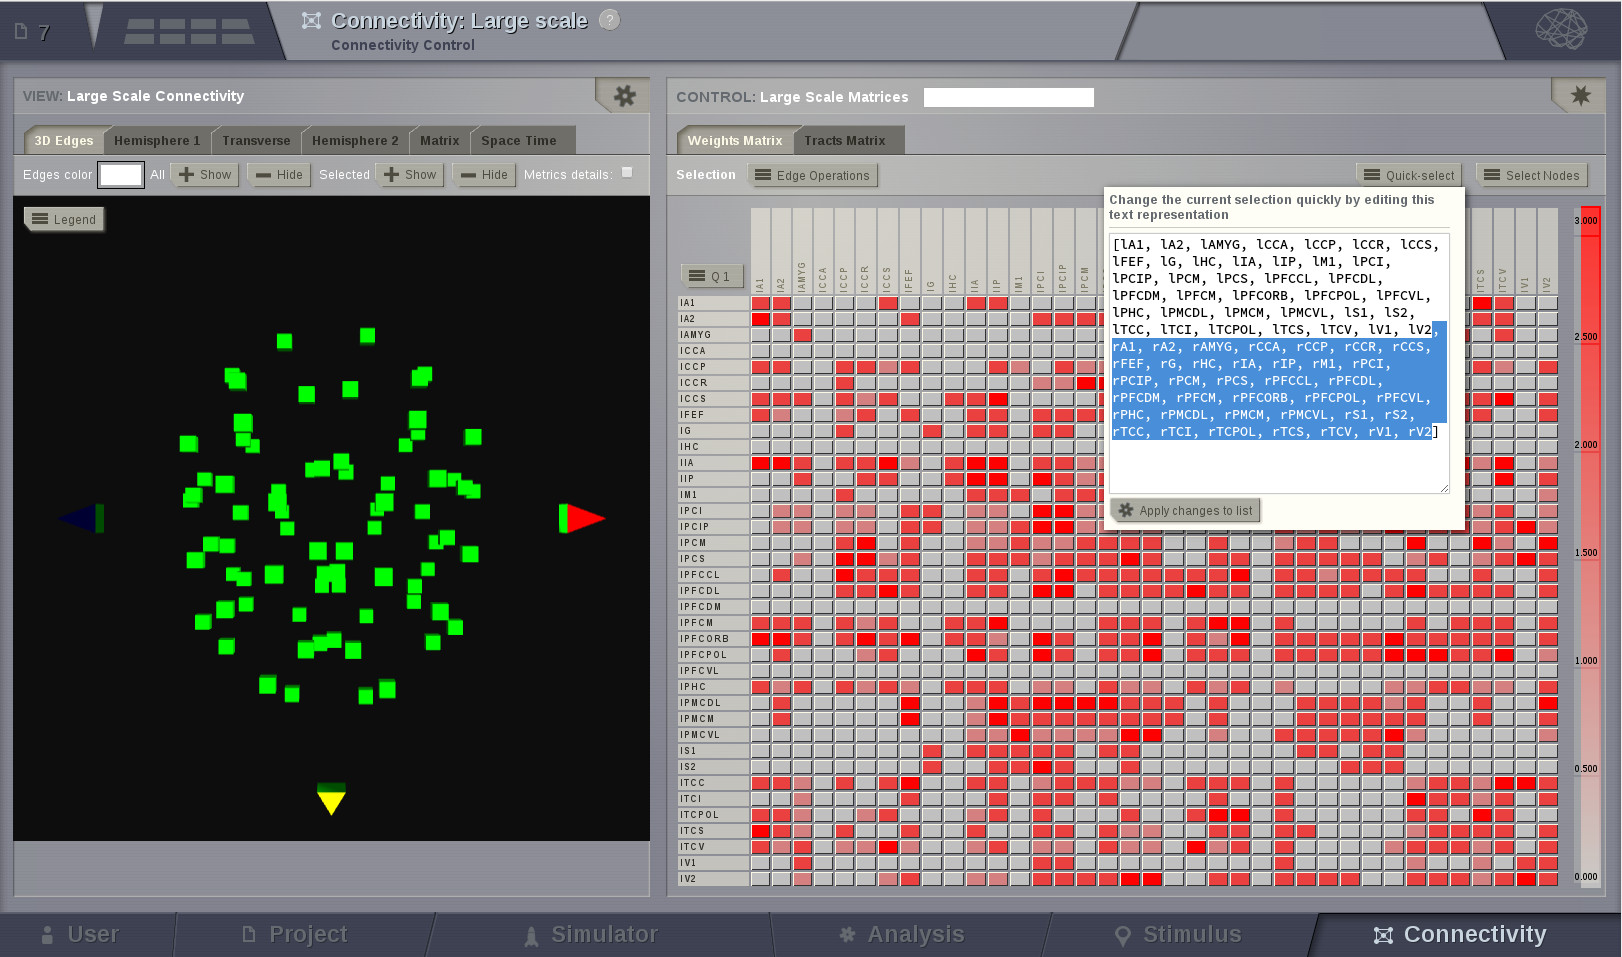 7
Connectivity: Large scale ?
Connectivity Control
VIEW: Large Scale Connectivity
3D Edges Hemisphere 1 Transverse Hemisphere 2 Matrix Space Time
Edges color All Show Hide Selected Show Hide Metrics details:
Legend
CONTROL: Large Scale Matrices
Weights Matrix Tracts Matrix
Selection Edge Operations Quick-select Select Nodes
Change the current selection quickly by editing this
text representation
[lA1, lA2, lAMYG, lCCA, lCCP, lCCR, lCCS,
lFEF, lG, lHC, lIA, lIP, lM1, lPCI,
lPCIP, lPCM, lPCS, lPFCCL, lPFCDL,
lPFCDM, lPFCM, lPFCORB, lPFCPOL, lPFCVL,
lPHC, lPMCDL, lPMCM, lPMCVL, lS1, lS2,
lTCC, lTCI, lTCPOL, lTCS, lTCV, lV1, lV2,
rA1, rA2, rAMYG, rCCA, rCCP, rCCR, rCCS,
rFEF, rG, rHC, rIA, rIP, rM1, rPCI,
rPCIP, rPCM, rPCS, rPFCCL, rPFCDL,
rPFCDM, rPFCM, rPFCORB, rPFCPOL, rPFCVL,
rPHC, rPMCDL, rPMCM, rPMCVL, rS1, rS2,
rTCC, rTCI, rTCPOL, rTCS, rTCV, rV1, rV2]
Apply changes to list
Q 1
lA1 lA2 lAMYG lCCA lCCP lCCR lCCS lFEF lG lHC lIA lIP lM1 lPCI lPCIP lPCM lTCS lTCV lV1 lV2
lA1
lA2
lAMYG
lCCA
lCCP
lCCR
lCCS
lFEF
lG
lHC
lIA
lIP
lM1
lPCI
lPCIP
lPCM
lPCS
lPFCCL
lPFCDL
lPFCDM
lPFCM
lPFCORB
lPFCPOL
lPFCVL
lPHC
lPMCDL
lPMCM
lPMCVL
lS1
lS2
lTCC
lTCI
lTCPOL
lTCS
lTCV
lV1
lV2
3.000
2.500
2.000
1.500
1.000
0.500
0.000
User Project Simulator Analysis Stimulus Connectivity